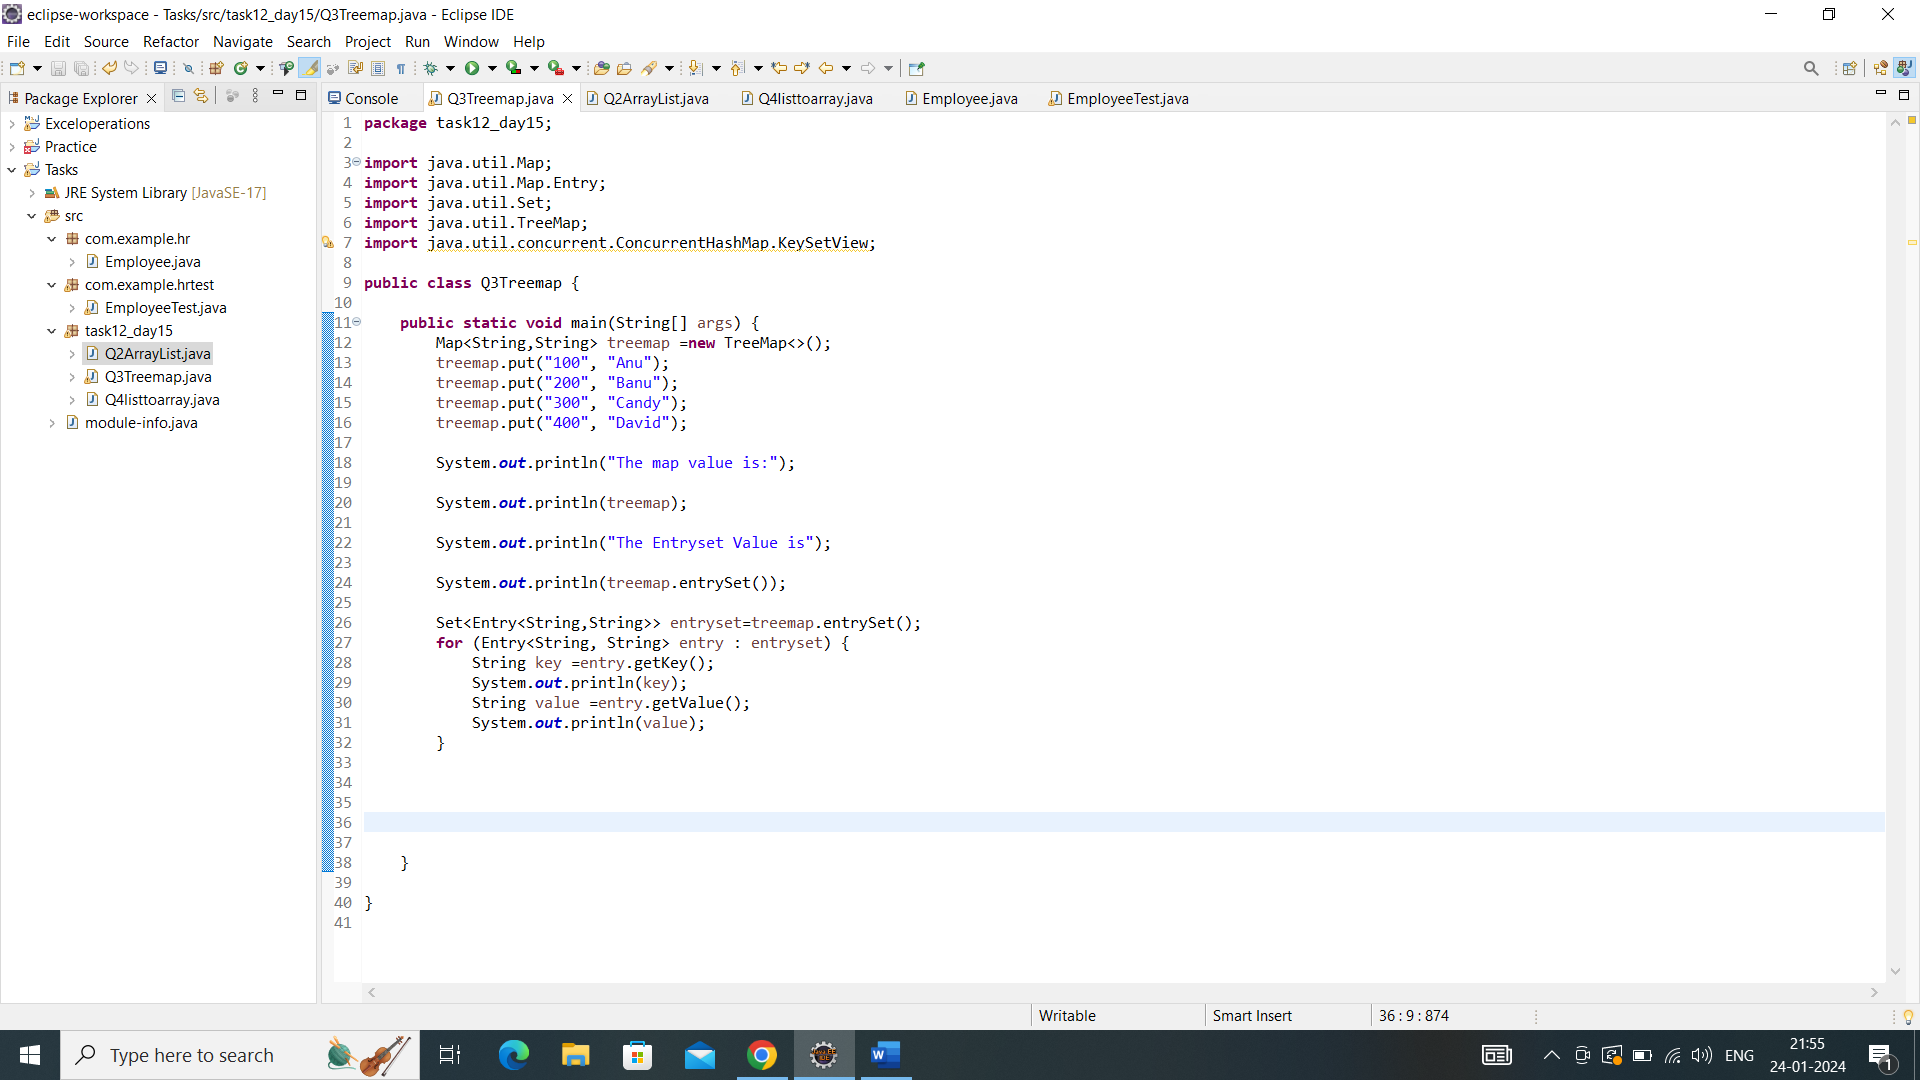 eclipse-workspace - Tasks/src/task12_day15/Q3Treemap.java - Eclipse IDE
File Edit Source Refactor Navigate Search Project Run Window Help
Package Explorer
Exceloperations
Practice
Tasks
JRE System Library [JavaSE-17]
src
com.example.hr
Employee.java
com.example.hrtest
EmployeeTest.java
task12_day15
Q2ArrayList.java
Q3Treemap.java
Q4listtoarray.java
module-info.java
Console Q3Treemap.java Q2ArrayList.java Q4listtoarray.java Employee.java EmployeeTest.java
1 package task12_day15;
2
3 import java.util.Map;
4 import java.util.Map.Entry;
5 import java.util.Set;
6 import java.util.TreeMap;
7 import java.util.concurrent.ConcurrentHashMap.KeySetView;
8
9 public class Q3Treemap {
10
11 public static void main(String[] args) {
12 Map<String,String> treemap =new TreeMap<>();
13 treemap.put("100", "Anu");
14 treemap.put("200", "Banu");
15 treemap.put("300", "Candy");
16 treemap.put("400", "David");
17
18 System.out.println("The map value is:");
19
20 System.out.println(treemap);
21
22 System.out.println("The Entryset Value is");
23
24 System.out.println(treemap.entrySet());
25
26 Set<Entry<String,String>> entryset=treemap.entrySet();
27 for (Entry<String, String> entry : entryset) {
28 String key =entry.getKey();
29 System.out.println(key);
30 String value =entry.getValue();
31 System.out.println(value);
32 }
33
34
35
36
37
38 }
39
40 }
41
Writable Smart Insert 36 : 9 : 874
Type here to search
ENG
21:55
24-01-2024
1